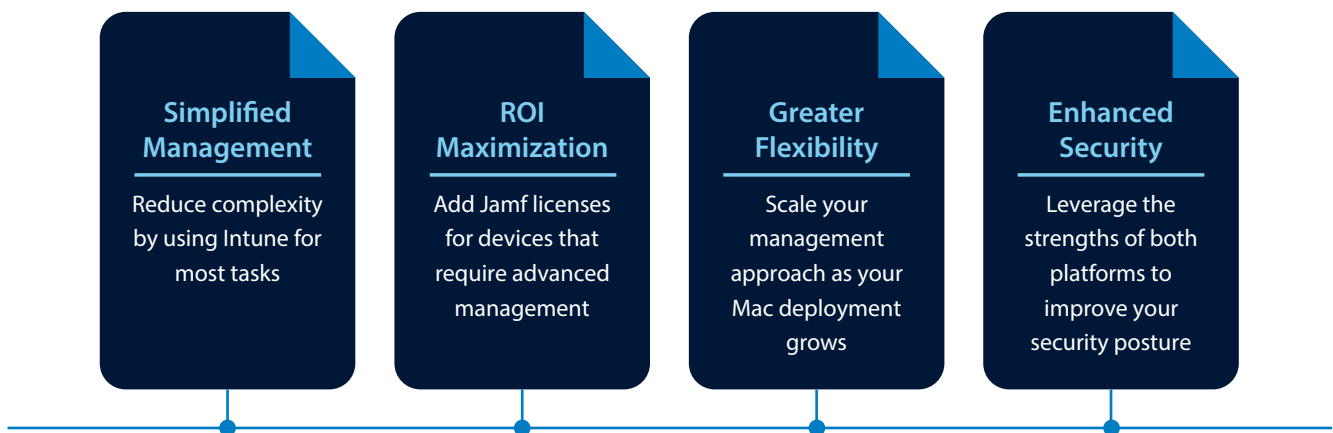 Simplified
Management
Reduce complexity
by using Intune for
most tasks
ROI
Maximization
Add Jamf licenses
for devices that
require advanced
management
Greater
Flexibility
Scale your
management
approach as your
Mac deployment
grows
Enhanced
Security
Leverage the
strengths of both
platforms to
improve your
security posture